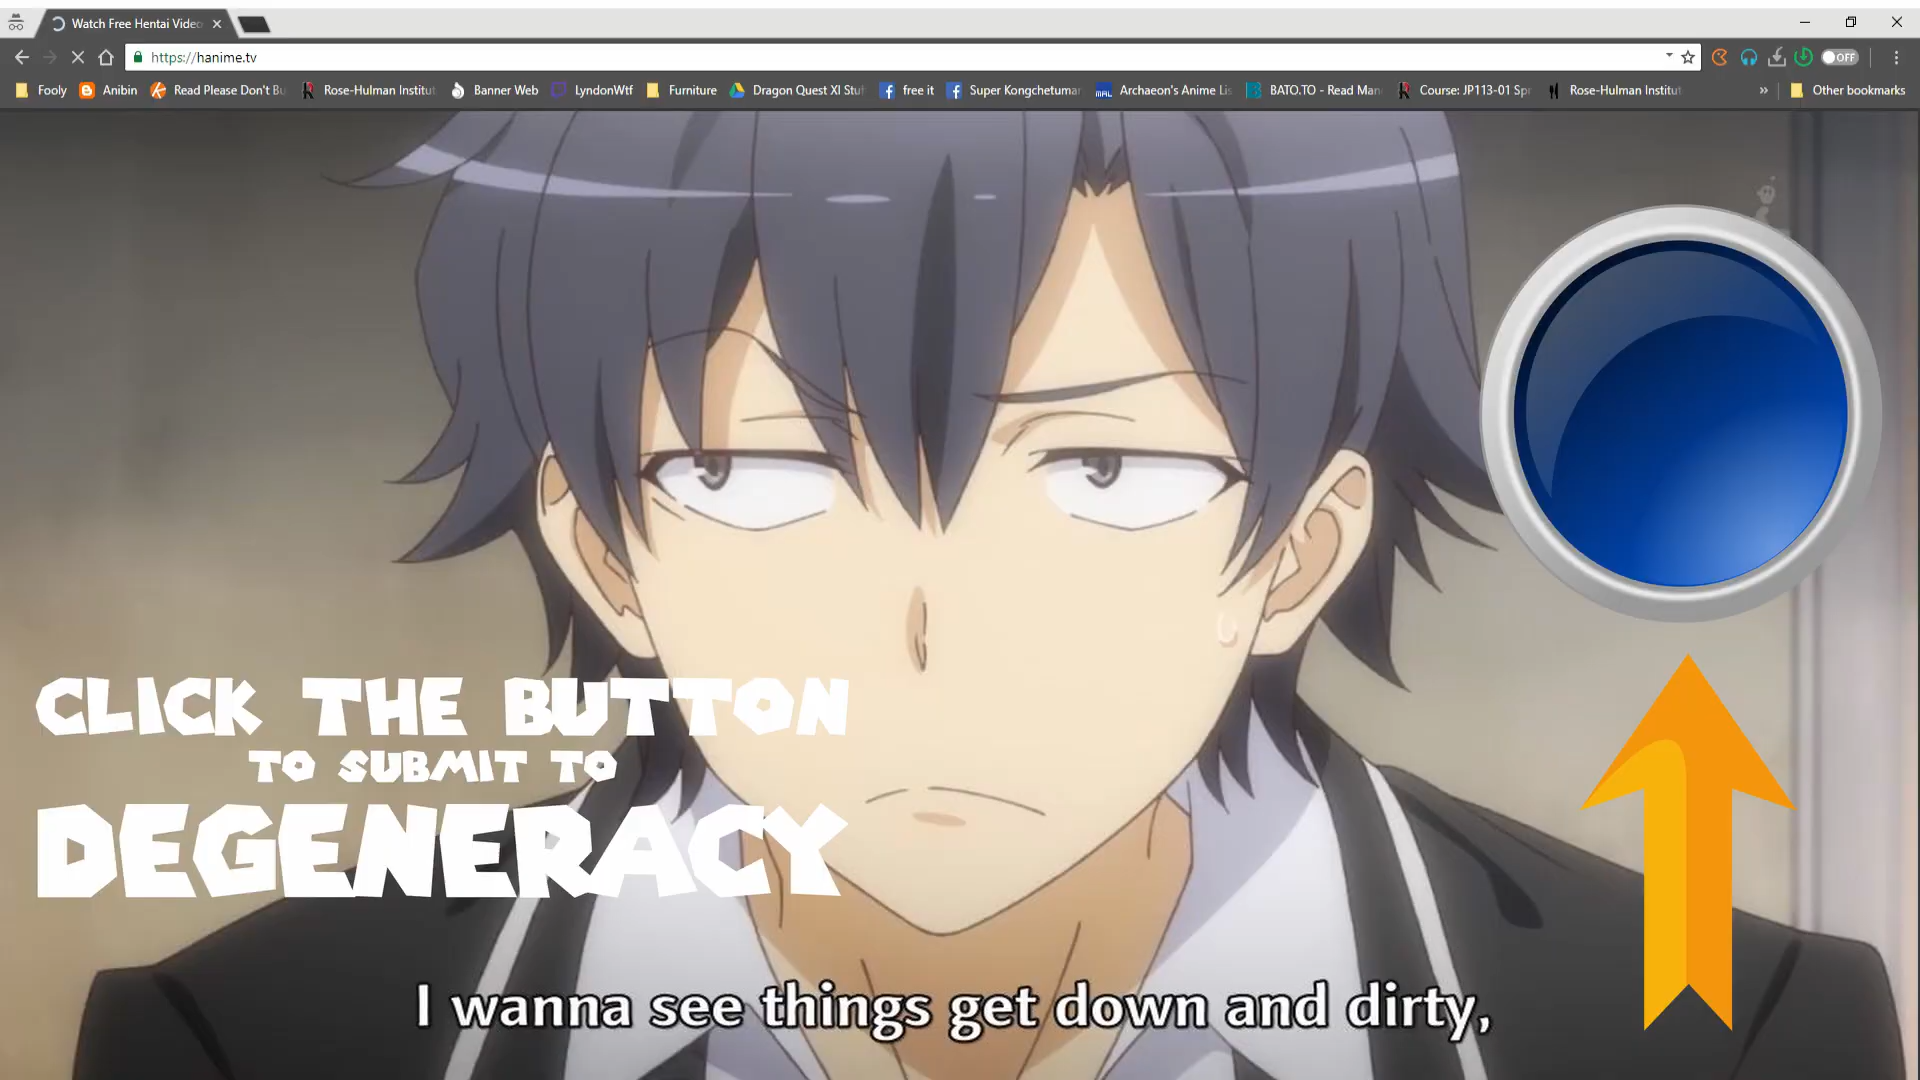 Watch Free Hentai Video
https://hanime.tv
OFF
Fooly
Anibin
Read Please Don't Bu
Rose-Hulman Institut
Banner Web
LyndonWtf
Furniture
Dragon Quest XI Stuf
free it
Super Kongchetuman
MAL
Archaeon's Anime Lis
BATO.TO - Read Man
Course: JP113-01 Spr
Rose-Hulman Institut
»
Other bookmarks
CLICK THE BUTTON
TO SUBMIT TO
DEGENERACY
I wanna see things get down and dirty,